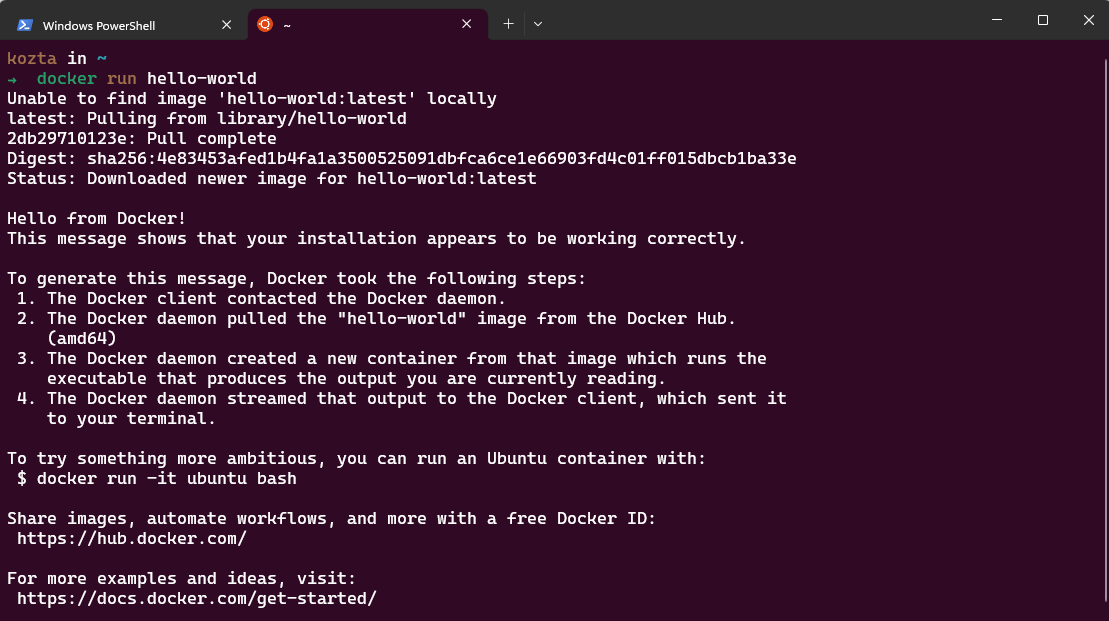 Windows PowerShell
~
kozta in ~
→ docker run hello-world
Unable to find image 'hello-world:latest' locally
latest: Pulling from library/hello-world
2db29710123e: Pull complete
Digest: sha256:4e83453afed1b4fa1a3500525091dbfca6ce1e66903fd4c01ff015dbcb1ba33e
Status: Downloaded newer image for hello-world:latest

Hello from Docker!
This message shows that your installation appears to be working correctly.

To generate this message, Docker took the following steps:
 1. The Docker client contacted the Docker daemon.
 2. The Docker daemon pulled the "hello-world" image from the Docker Hub.
    (amd64)
 3. The Docker daemon created a new container from that image which runs the
    executable that produces the output you are currently reading.
 4. The Docker daemon streamed that output to the Docker client, which sent it
    to your terminal.

To try something more ambitious, you can run an Ubuntu container with:
 $ docker run -it ubuntu bash

Share images, automate workflows, and more with a free Docker ID:
 https://hub.docker.com/

For more examples and ideas, visit:
 https://docs.docker.com/get-started/